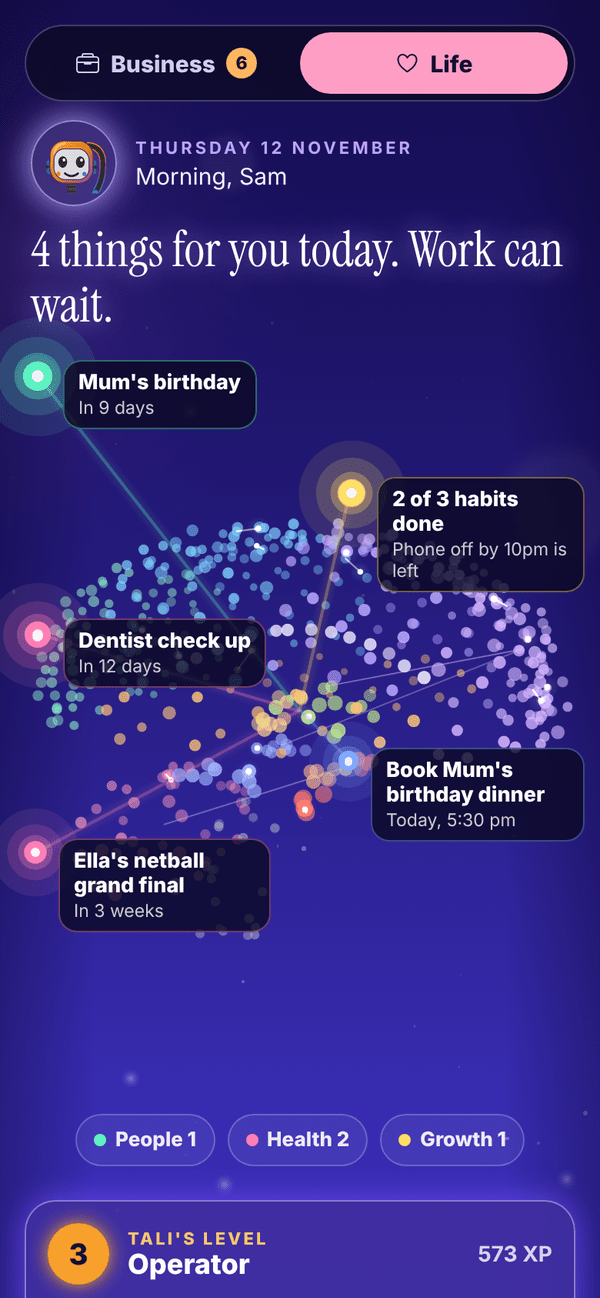 Business 6
Life
THURSDAY 12 NOVEMBER
Morning, Sam
4 things for you today. Work can
wait.
Mum's birthday
In 9 days
2 of 3 habits
done
Phone off by 10pm is
left
Dentist check up
In 12 days
Book Mum's
birthday dinner
Today, 5:30 pm
Ella's netball
grand final
In 3 weeks
People 1
Health 2
Growth 1
3
TALI'S LEVEL
Operator
573 XP